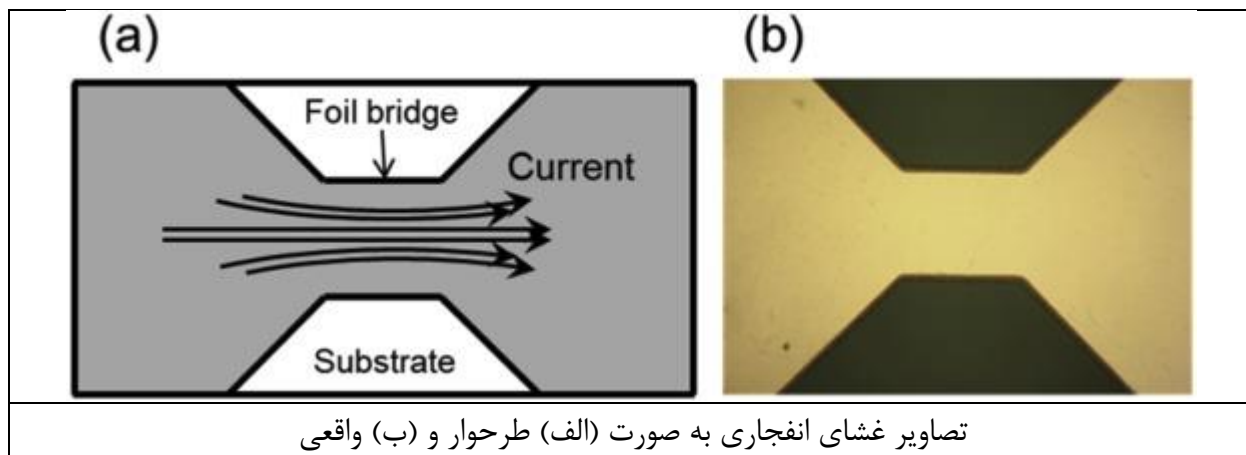 (a)
(b)
Foil bridge
Current
Substrate
تصاویر غشای انفجاری به صورت (الف) طرحوار و (ب) واقعی